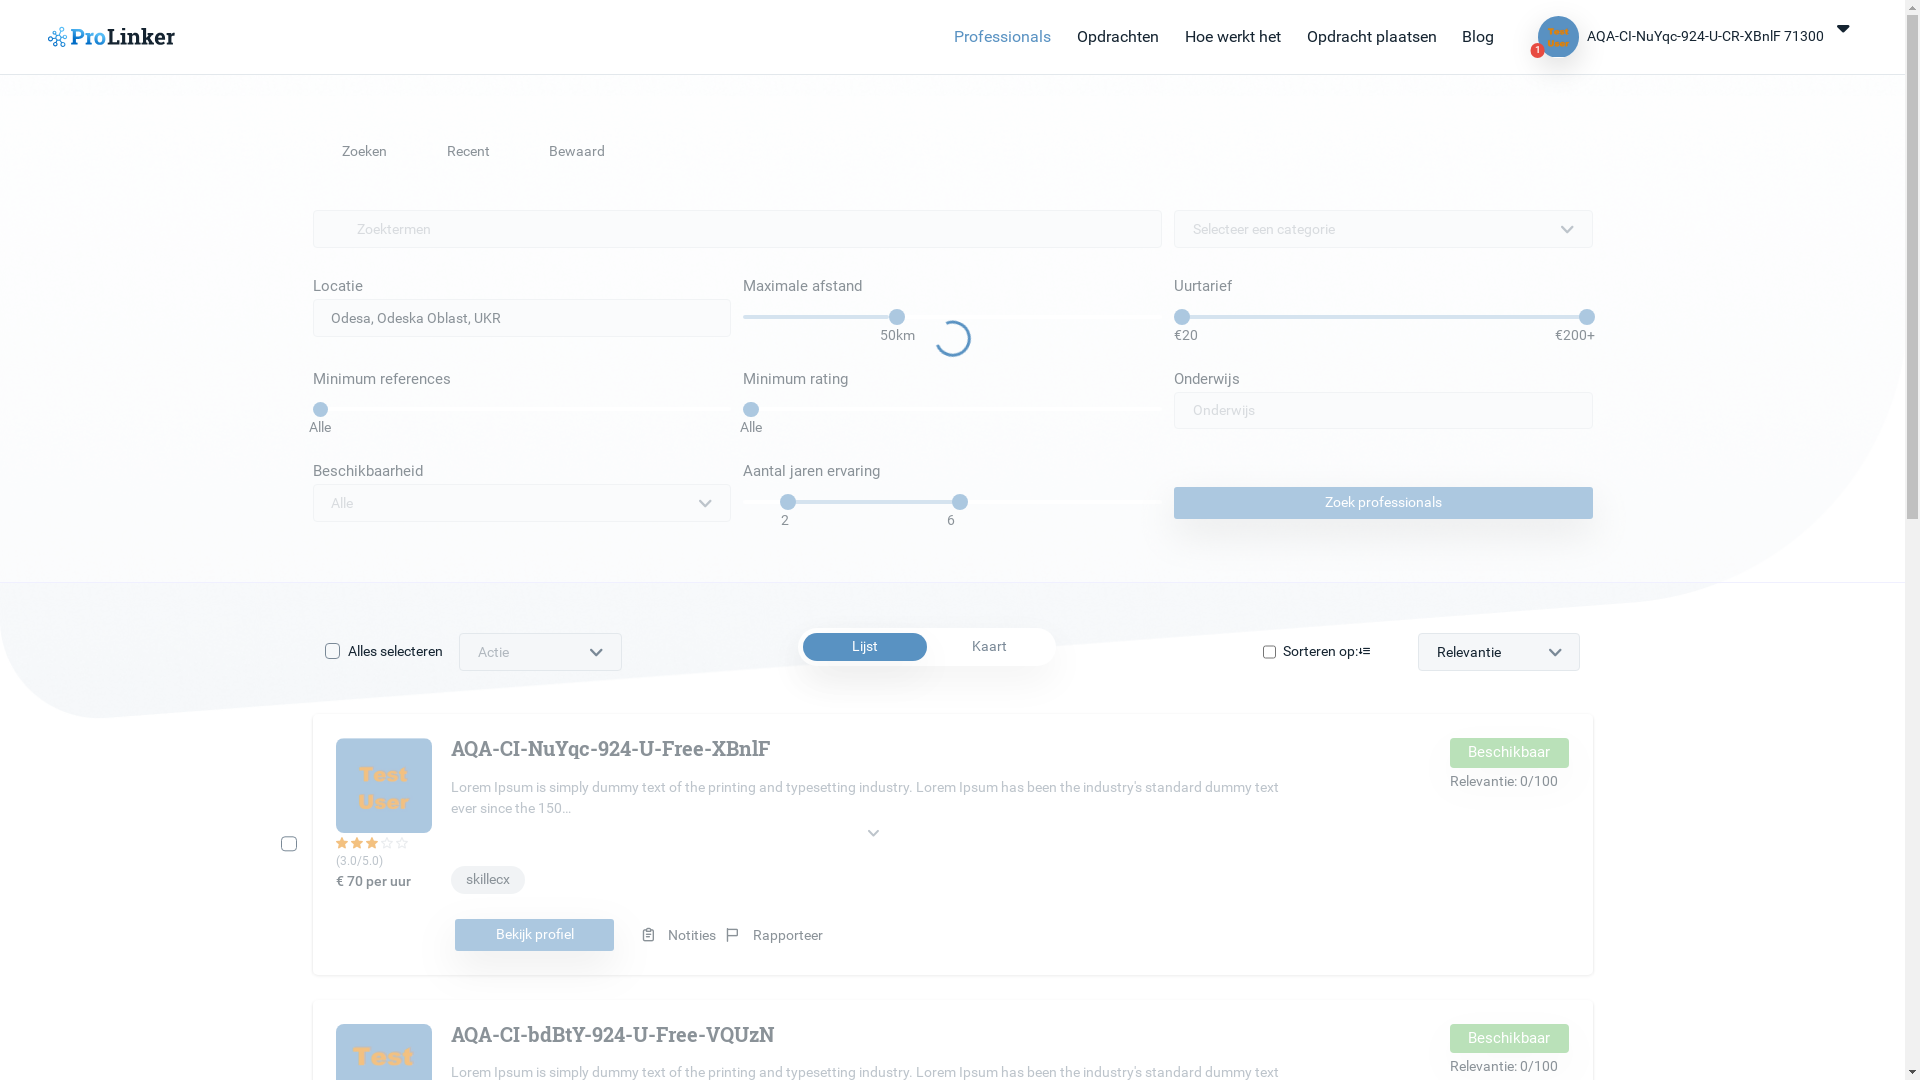 ProLinker
Professionals Opdrachten Hoe werkt het Opdracht plaatsen Blog
Test User 1 AQA-CI-NuYqc-924-U-CR-XBnlF 71300
Zoeken Recent Bewaard
Zoektermen Selecteer een categorie
Locatie Maximale afstand Uurtarief
Odesa, Odeska Oblast, UKR
50km €20 €200+
Minimum references Minimum rating Onderwijs
Onderwijs
Alle Alle
Beschikbaarheid Aantal jaren ervaring
Alle Zoek professionals
2 6
Alles selecteren Actie Lijst Kaart Sorteren op: Relevantie
Test
User
AQA-CI-NuYqc-924-U-Free-XBnlF Beschikbaar
Relevantie: 0/100
Lorem Ipsum is simply dummy text of the printing and typesetting industry. Lorem Ipsum has been the industry's standard dummy text
ever since the 150...
(3.0/5.0)
€ 70 per uur
skillecx
Bekijk profiel Notities Rapporteer
Test
AQA-CI-bdBtY-924-U-Free-VQUzN Beschikbaar
Relevantie: 0/100
Lorem Ipsum is simply dummy text of the printing and typesetting industry. Lorem Ipsum has been the industry's standard dummy text